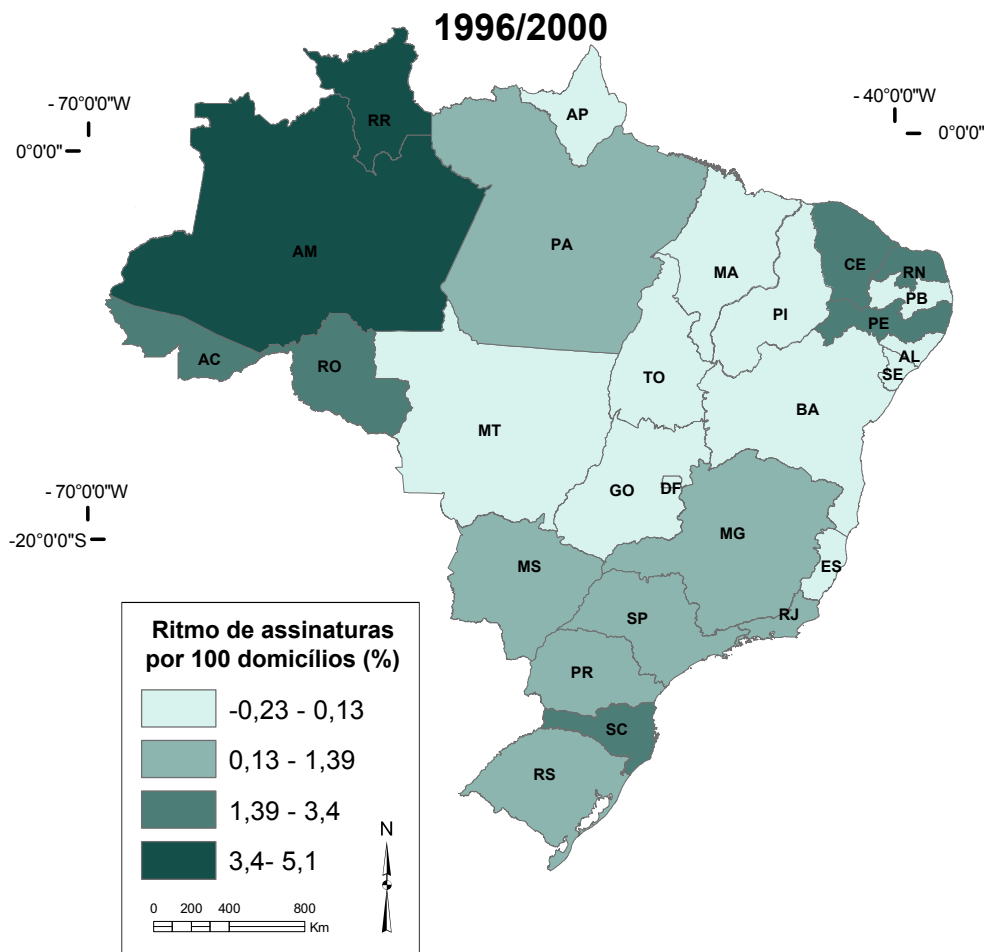 1996/2000
- 70°0'0"W
- 40°0'0"W
0°0'0"
0°0'0"
RR
AP
AM
PA
MA
CE
RN
PB
PI
PE
AL
SE
AC
RO
TO
BA
MT
GO
DF
MG
ES
MS
SP
RJ
PR
SC
RS
- 70°0'0"W
-20°0'0"S
Ritmo de assinaturas
por 100 domicílios (%)
-0,23 - 0,13
0,13 - 1,39
1,39 - 3,4
3,4- 5,1
N
0 200 400 800
Km